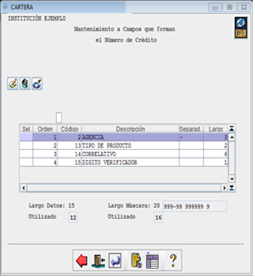 CARTERA
INSTITUCIÓN EJEMPLO
Mantenimiento a Campos que forman
el Número de Crédito
Sel. Orden Código Descripción Separad.. Largo
1 2 AGENCIA - 3
2 13 TIPO DE PRODUCTO 2
3 14 CORRELATIVO 6
4 15 DIGITO VERIFICADOR 1
Largo Datos: 15 Largo Máscara: 20 999-99 999999 9
Utilizado 12 Utilizado 16